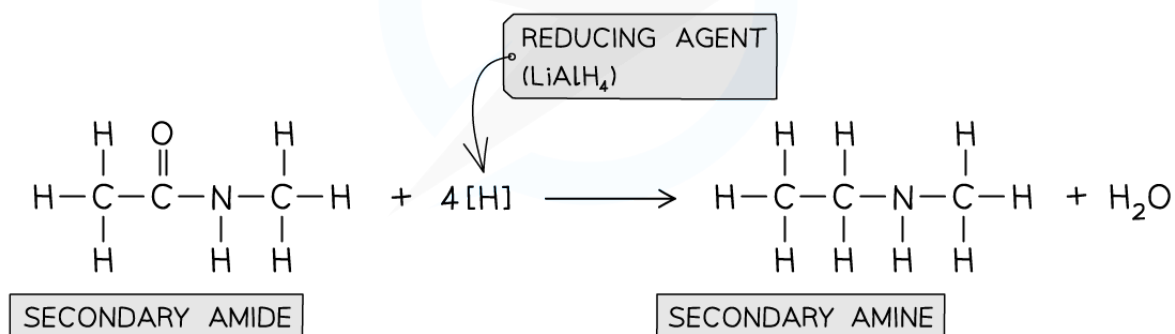 REDUCING AGENT
(LiAlH₄)
H H
O
H
H H
H–C–C–N–C–H + 4[H] → H–C–C–N–C–H + H₂O
H H H
H H H H
SECONDARY AMIDE
SECONDARY AMINE